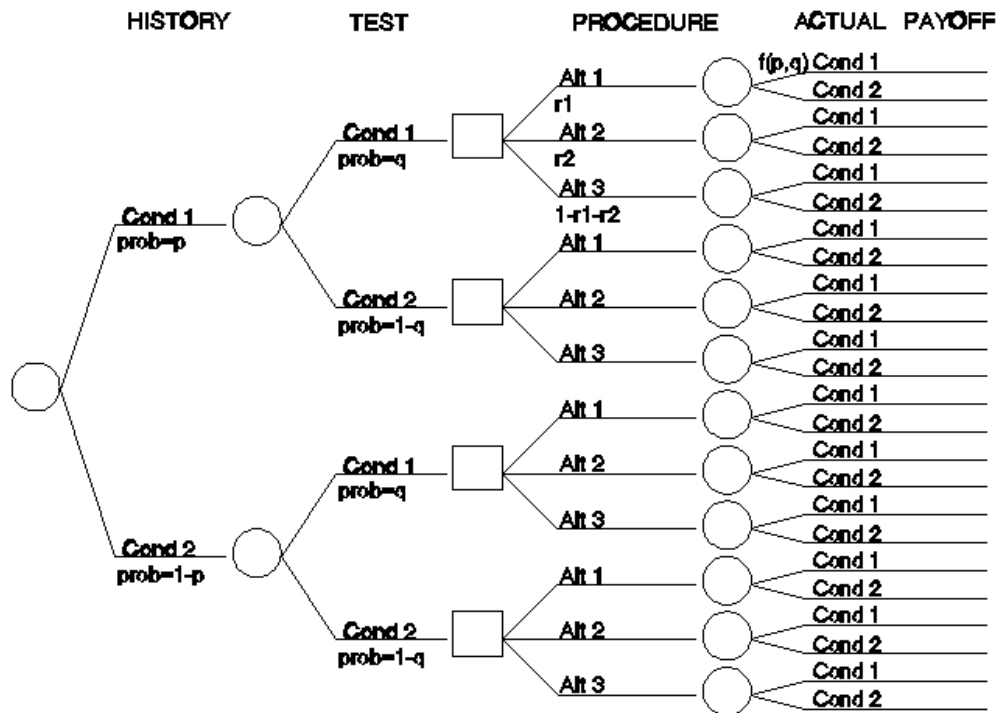 HISTORY TEST PROCEDURE ACTUAL PAYOFF
f(p,q) Cond 1
Alt 1
Cond 2
r1
Cond 1
Cond 1
Alt 2
prob=q
Cond 2
r2
Cond 1
Alt 3
Cond 2
Cond 1
1-r1-r2
prob=p
Cond 1
Alt 1
Cond 2
Cond 1
Cond 2
Alt 2
prob=1-q
Cond 2
Cond 1
Alt 3
Cond 2
Cond 1
Alt 1
Cond 2
Cond 1
Cond 1
Alt 2
prob=q
Cond 2
Cond 1
Alt 3
Cond 2
Cond 2
prob=1-p
Cond 1
Alt 1
Cond 2
Cond 1
Cond 2
Alt 2
prob=1-q
Cond 2
Cond 1
Alt 3
Cond 2